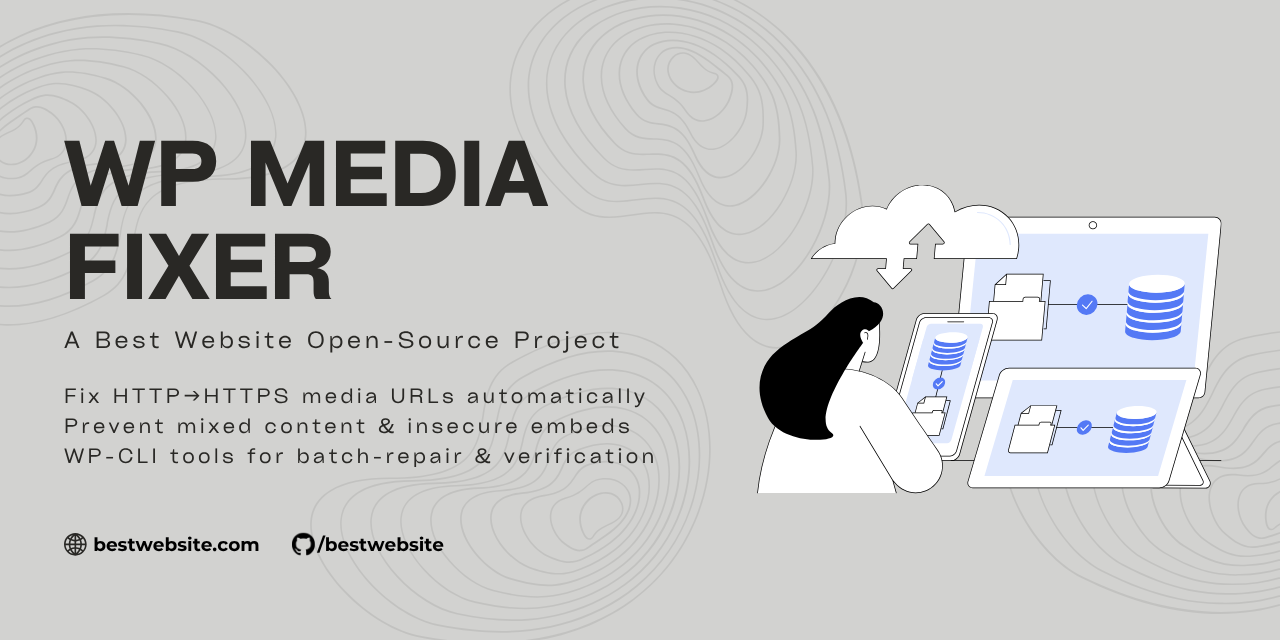 WP MEDIA
FIXER
A Best Website Open-Source Project
Fix HTTP→HTTPS media URLs automatically
Prevent mixed content & insecure embeds
WP-CLI tools for batch-repair & verification
bestwebsite.com /bestwebsite